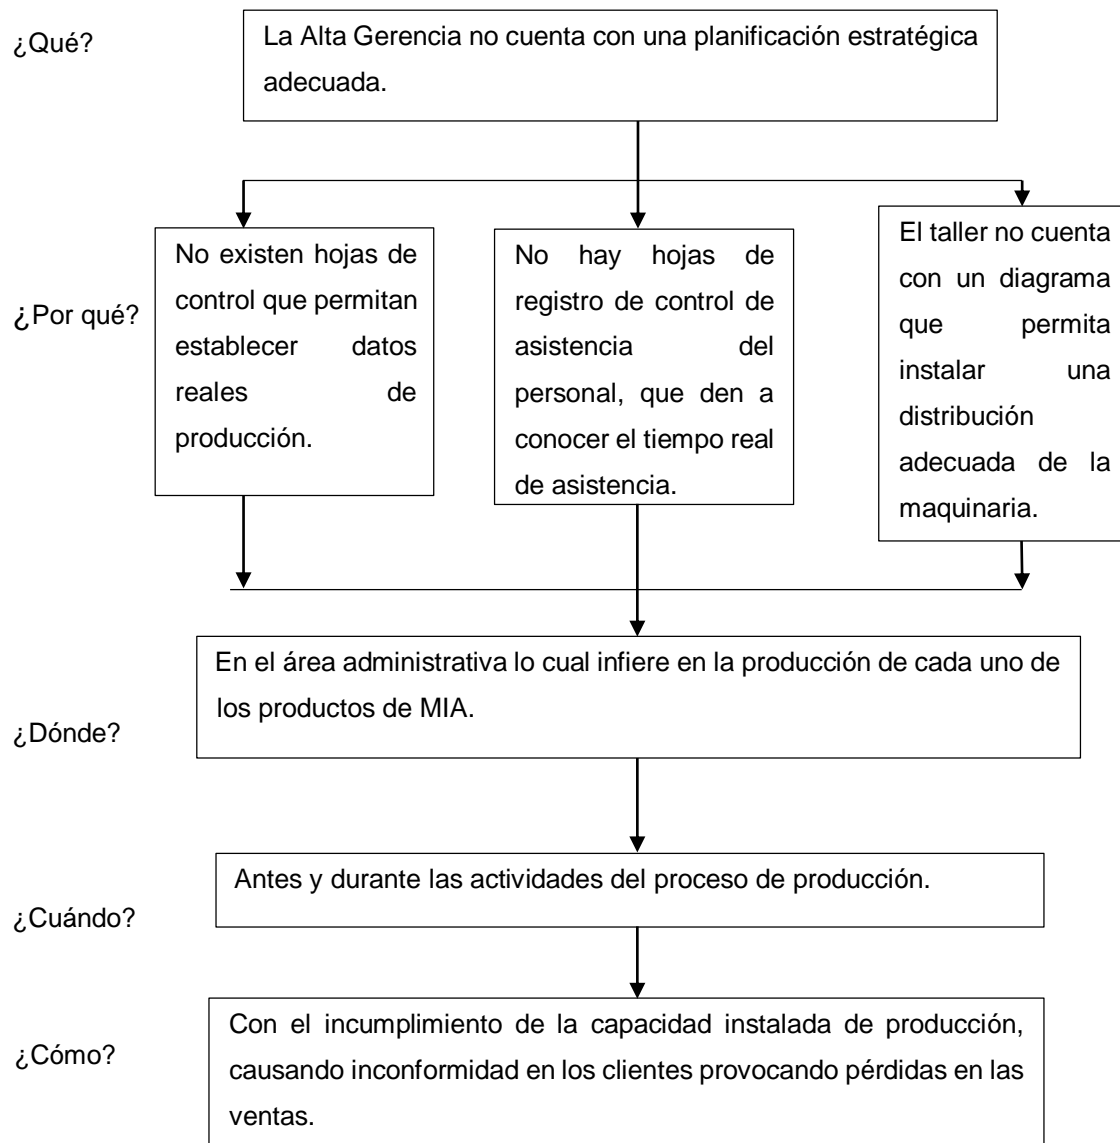 ¿Qué?
La Alta Gerencia no cuenta con una planificación estratégica
adecuada.
¿Por qué?
No existen hojas de
control que permitan
establecer datos
reales de
producción.
No hay hojas de
registro de control de
asistencia del
personal, que den a
conocer el tiempo real
de asistencia.
El taller no cuenta
con un diagrama
que permita
instalar una
distribución
adecuada de la
maquinaria.
¿Dónde?
En el área administrativa lo cual infiere en la producción de cada uno de
los productos de MIA.
¿Cuándo?
Antes y durante las actividades del proceso de producción.
¿Cómo?
Con el incumplimiento de la capacidad instalada de producción,
causando inconformidad en los clientes provocando pérdidas en las
ventas.